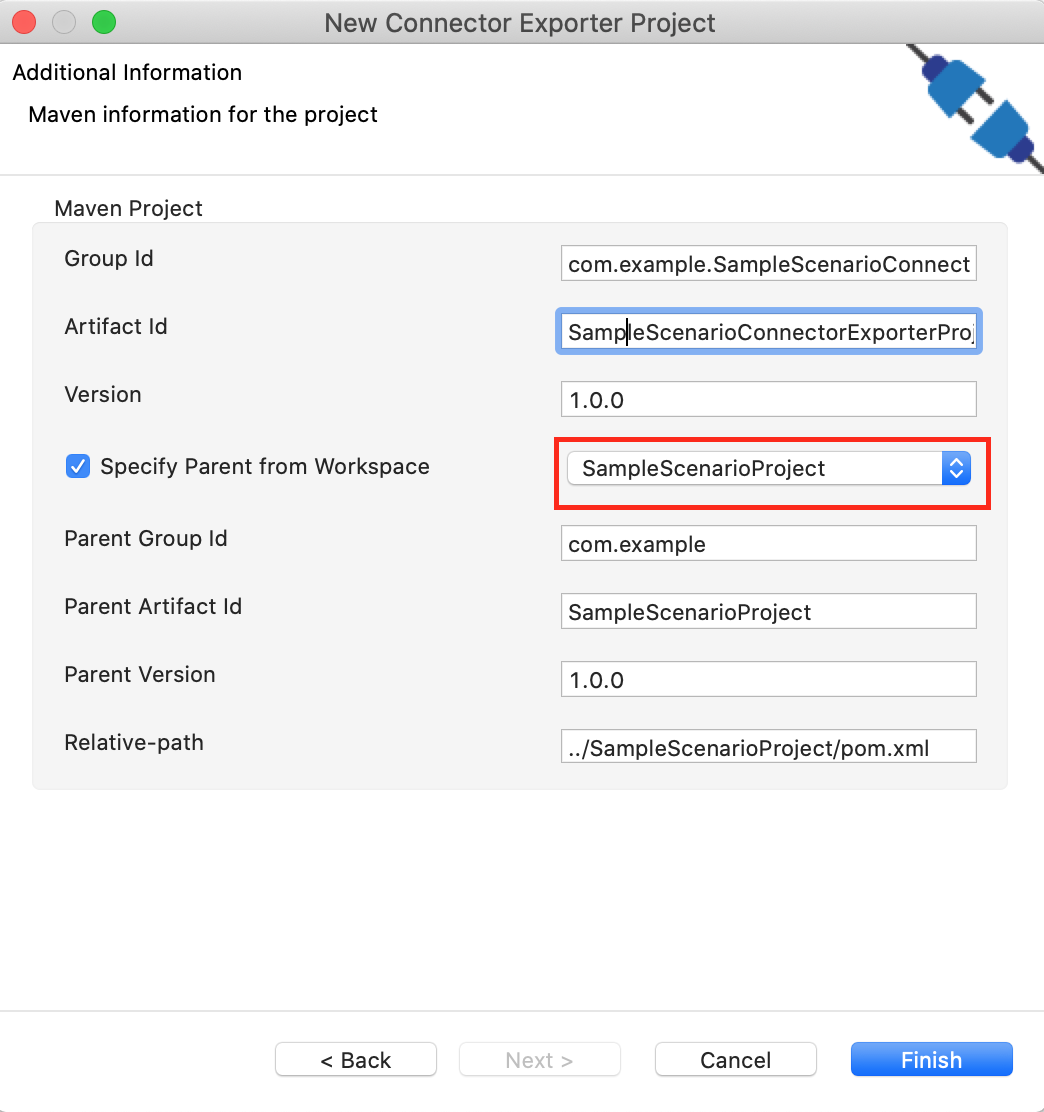 New Connector Exporter Project
Additional Information
Maven information for the project
Maven Project
Group Id com.example.SampleScenarioConnect
Artifact Id SampleScenarioConnectorExporterProj
Version 1.0.0
Specify Parent from Workspace SampleScenarioProject
Parent Group Id com.example
Parent Artifact Id SampleScenarioProject
Parent Version 1.0.0
Relative-path ../SampleScenarioProject/pom.xml
< Back Next > Cancel Finish